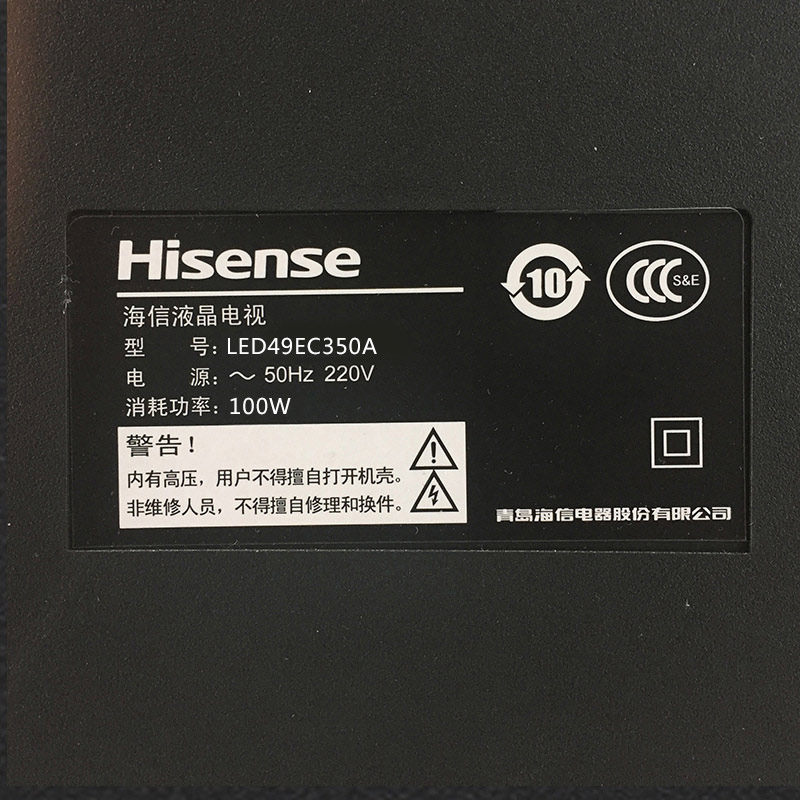 Hisense
10
CCC S&E
海信液晶电视
型 号: LED49EC350A
电 源: ～ 50Hz 220V
消耗功率: 100W
警告!
内有高压，用户不得擅自打开机壳。
非维修人员，不得擅自修理和换件。
青岛海信电器股份有限公司